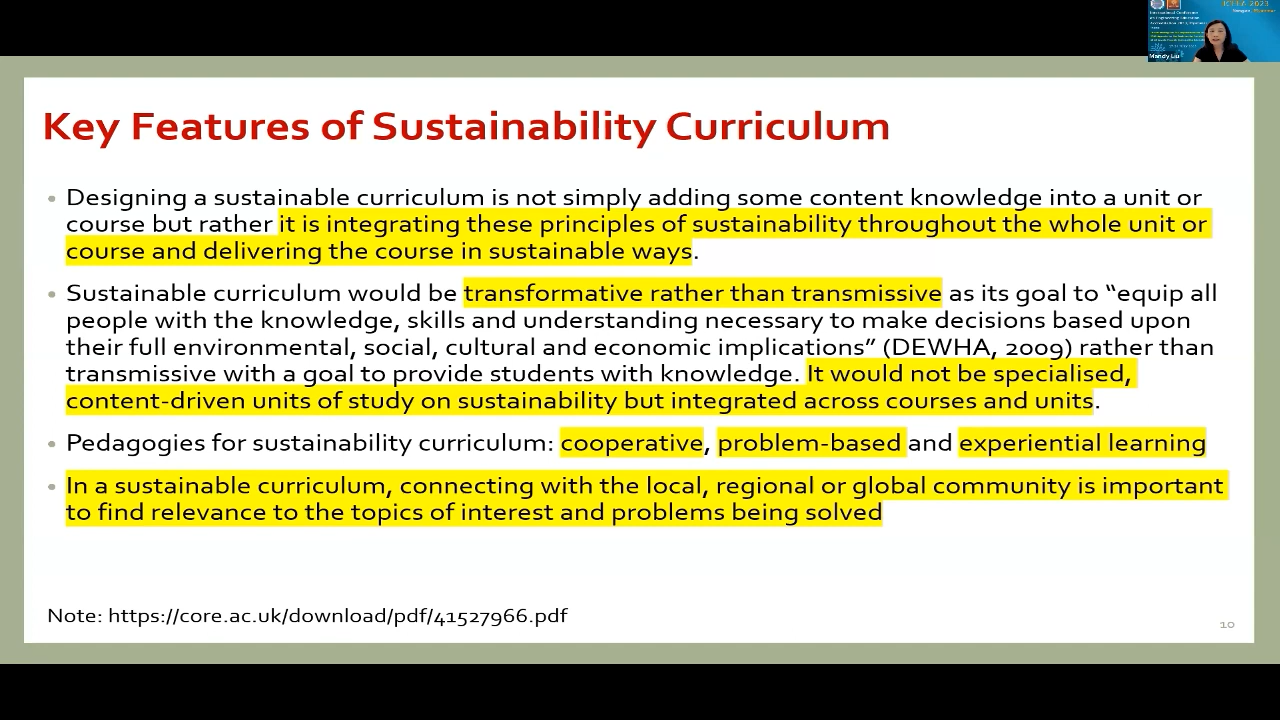 ICEEA 2023
International Conference
on Engineering Education
Mandy Liu
Key Features of Sustainability Curriculum
• Designing a sustainable curriculum is not simply adding some content knowledge into a unit or
course but rather it is integrating these principles of sustainability throughout the whole unit or
course and delivering the course in sustainable ways.
• Sustainable curriculum would be transformative rather than transmissive as its goal to “equip all
people with the knowledge, skills and understanding necessary to make decisions based upon
their full environmental, social, cultural and economic implications” (DEWHA, 2009) rather than
transmissive with a goal to provide students with knowledge. It would not be specialised,
content-driven units of study on sustainability but integrated across courses and units.
• Pedagogies for sustainability curriculum: cooperative, problem-based and experiential learning
• In a sustainable curriculum, connecting with the local, regional or global community is important
to find relevance to the topics of interest and problems being solved
Note: https://core.ac.uk/download/pdf/41527966.pdf
10